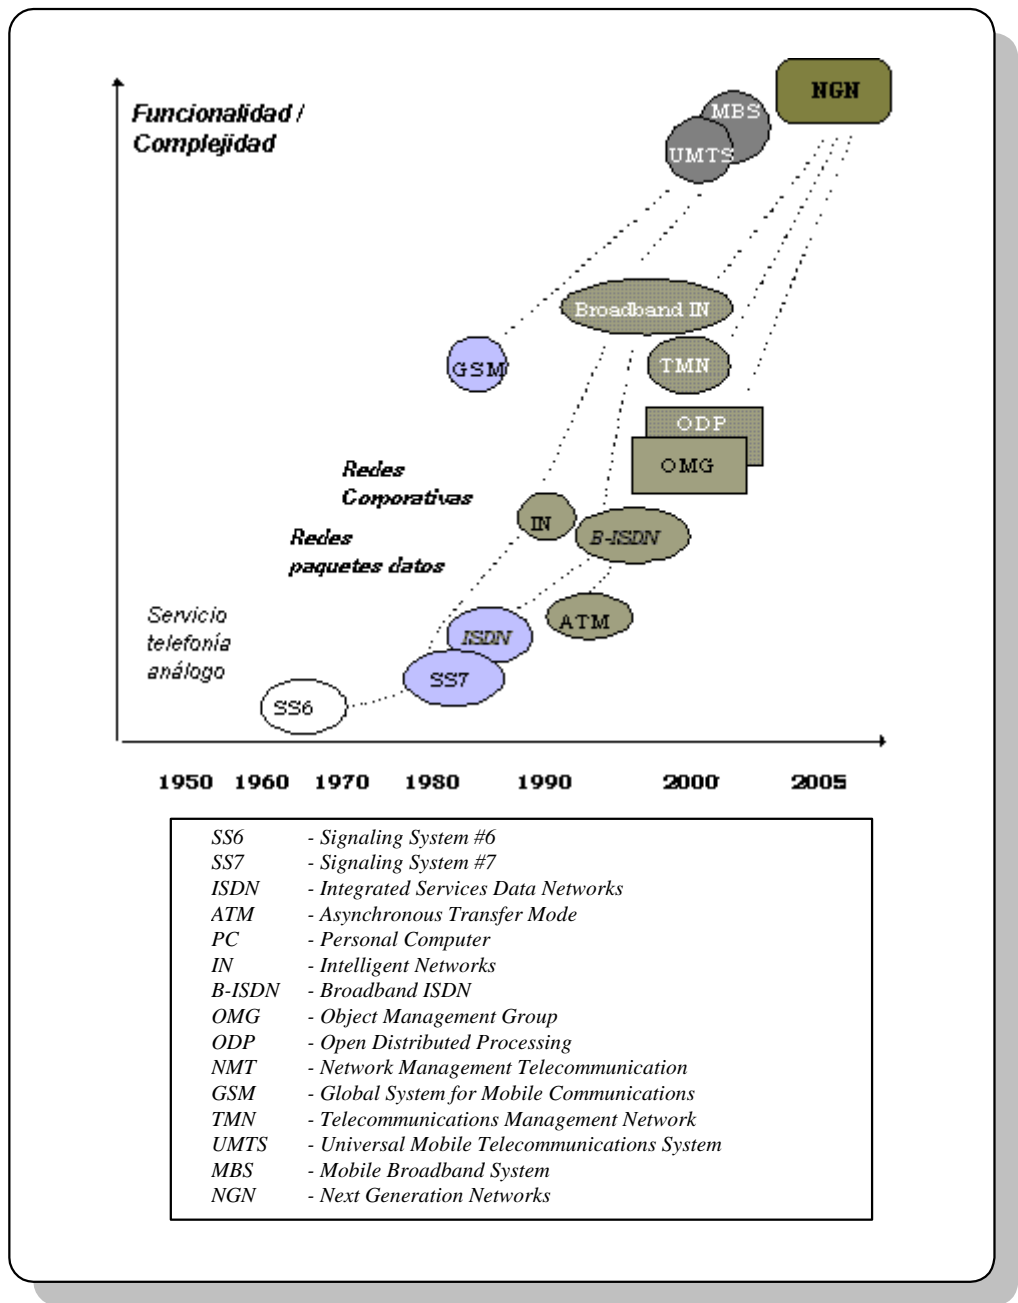 Funcionalidad /
Complejidad
NGN
MBS
UMTS
Broadband IN
GSM
TMN
ODP
OMG
Redes
Corporativas
IN
B-ISDN
Redes
paquetes datos
Servicio
telefonía
análogo
ATM
ISDN
SS7
SS6
1950 1960 1970 1980 1990 2000 2005
SS6 - Signaling System #6
SS7 - Signaling System #7
ISDN - Integrated Services Data Networks
ATM - Asynchronous Transfer Mode
PC - Personal Computer
IN - Intelligent Networks
B-ISDN - Broadband ISDN
OMG - Object Management Group
ODP - Open Distributed Processing
NMT - Network Management Telecommunication
GSM - Global System for Mobile Communications
TMN - Telecommunications Management Network
UMTS - Universal Mobile Telecommunications System
MBS - Mobile Broadband System
NGN - Next Generation Networks